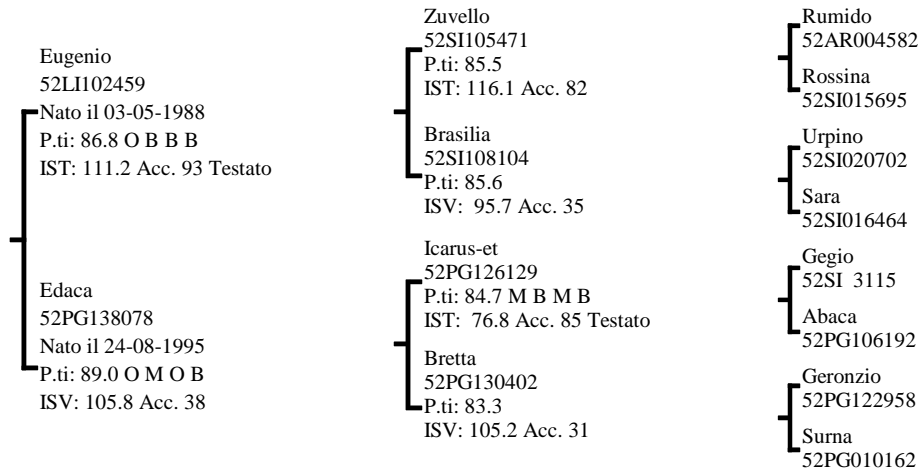 Eugenio
52LI102459
Nato il 03-05-1988
P.ti: 86.8 O B B B
IST: 111.2 Acc. 93 Testato
Edaca
52PG138078
Nato il 24-08-1995
P.ti: 89.0 O M O B
ISV: 105.8 Acc. 38
Zuvello
52SI105471
P.ti: 85.5
IST: 116.1 Acc. 82
Brasilia
52SI108104
P.ti: 85.6
ISV: 95.7 Acc. 35
Icarus-et
52PG126129
P.ti: 84.7 M B M B
IST: 76.8 Acc. 85 Testato
Bretta
52PG130402
P.ti: 83.3
ISV: 105.2 Acc. 31
Rumido
52AR004582
Rossina
52SI015695
Urpino
52SI020702
Sara
52SI016464
Gegio
52SI 3115
Abaca
52PG106192
Geronzio
52PG122958
Surna
52PG010162